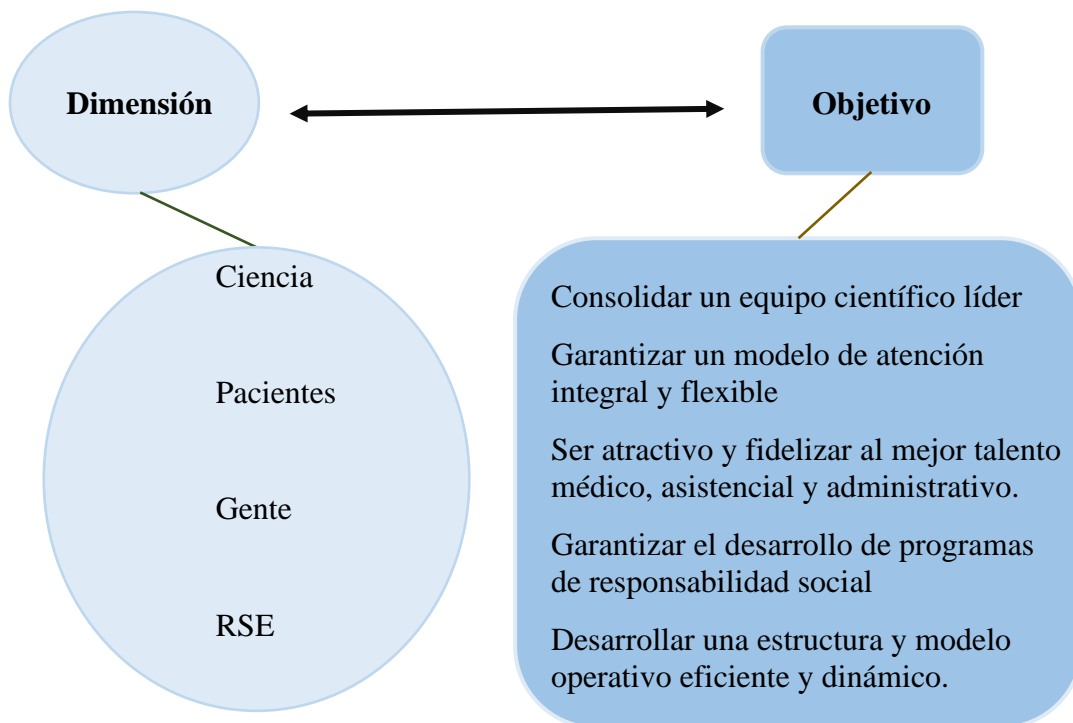 Dimensión
Objetivo
Ciencia
Pacientes
Gente
RSE
Consolidar un equipo científico líder
Garantizar un modelo de atención
integral y flexible
Ser atractivo y fidelizar al mejor talento
médico, asistencial y administrativo.
Garantizar el desarrollo de programas
de responsabilidad social
Desarrollar una estructura y modelo
operativo eficiente y dinámico.